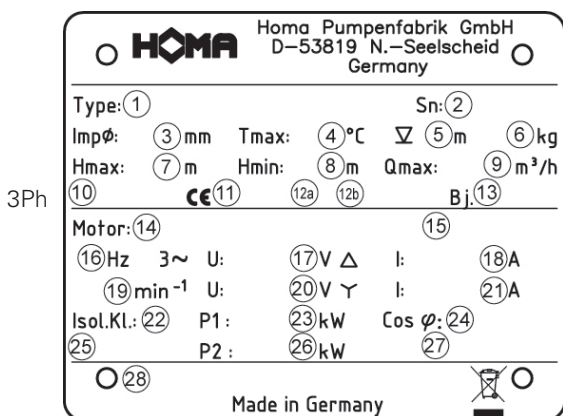 HOMA Homa Pumpenfabrik GmbH
D-53819 N.-Seelscheid
Germany
Type: 1 Sn: 2
Impø: 3 mm Tmax: 4 °C ▽ 5 m 6 kg
Hmax: 7 m Hmin: 8 m Qmax: 9 m³/h
3Ph
10 CE 11 12a 12b Bj. 13
Motor: 14 15
16 Hz 3~ U: 17 V △ I: 18 A
19 min⁻¹ U: 20 V Y I: 21 A
Isol.Kl.: 22 P1: 23 kW Cos φ: 24
25 P2: 26 kW 27
28
Made in Germany